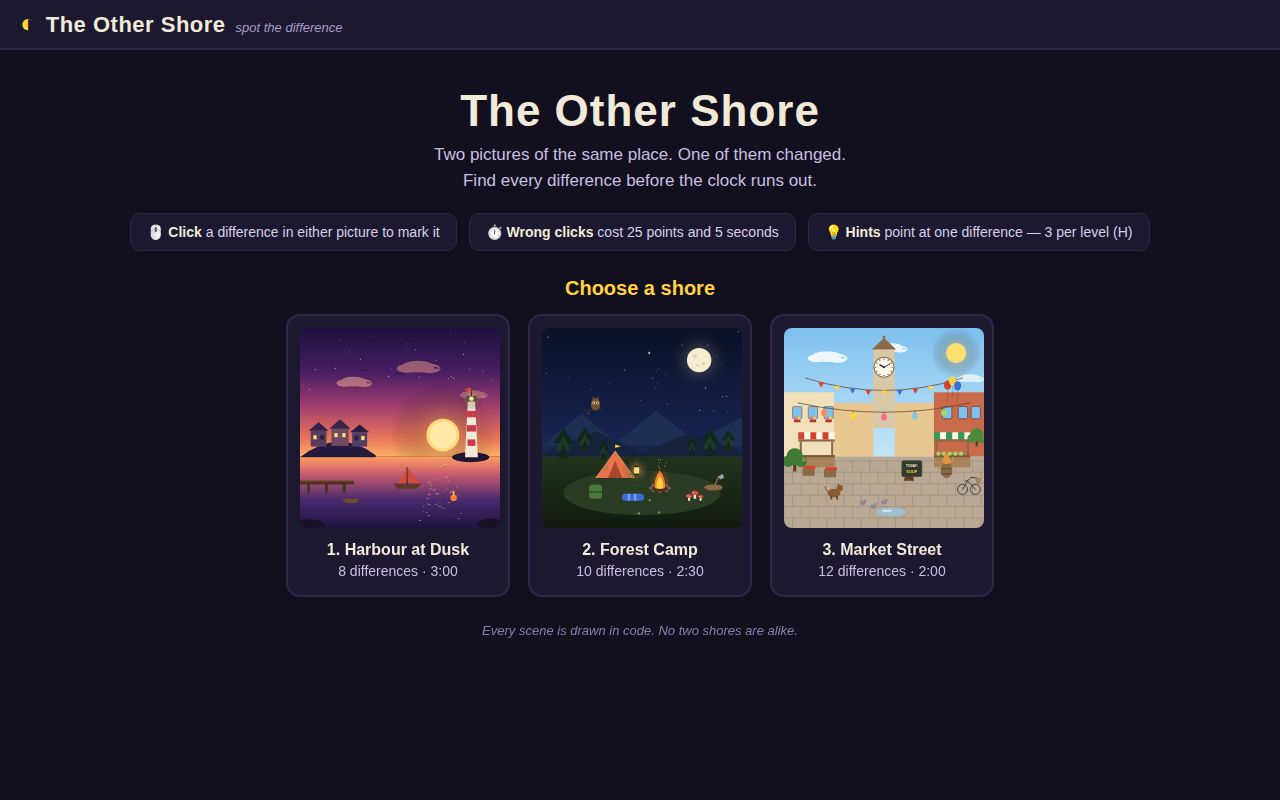 The Other Shore spot the difference
The Other Shore
Two pictures of the same place. One of them changed.
Find every difference before the clock runs out.
Click a difference in either picture to mark it
Wrong clicks cost 25 points and 5 seconds
Hints point at one difference — 3 per level (H)
Choose a shore
TODAY
SOUP
1. Harbour at Dusk
8 differences · 3:00
2. Forest Camp
10 differences · 2:30
3. Market Street
12 differences · 2:00
Every scene is drawn in code. No two shores are alike.